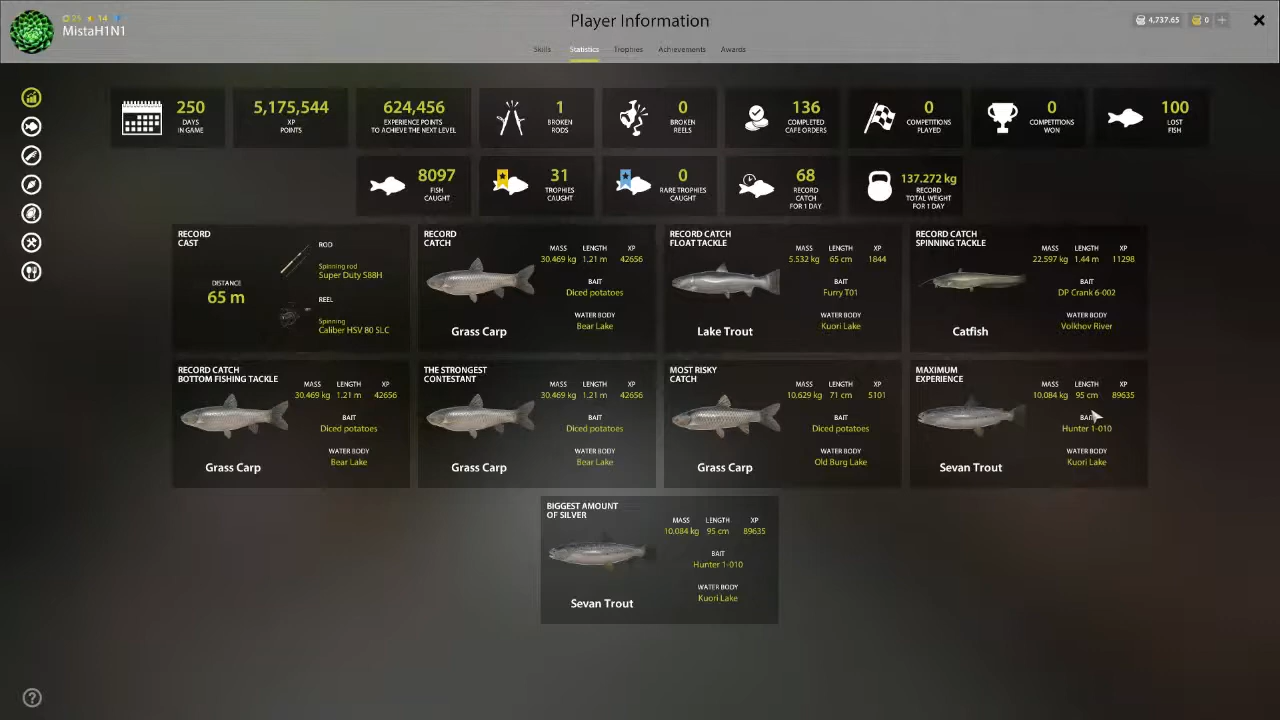 25 14
MistaH1N1
Player Information
4,737.65 0
Skills Statistics Trophies Achievements Awards
250
DAYS
IN GAME
5,175,544
XP
POINTS
624,456
EXPERIENCE POINTS
TO ACHIEVE THE NEXT LEVEL
1
BROKEN
RODS
0
BROKEN
REELS
136
COMPLETED
CAFE ORDERS
0
COMPETITIONS
PLAYED
0
COMPETITIONS
WON
100
LOST
FISH
8097
FISH
CAUGHT
31
TROPHIES
CAUGHT
0
RARE TROPHIES
CAUGHT
68
RECORD
CATCH
FOR 1 DAY
137.272 kg
RECORD
TOTAL WEIGHT
FOR 1 DAY
RECORD
CAST
DISTANCE
65 m
ROD
Spinning rod
Super Duty S88H
REEL
Spinning
Caliber HSV 80 SLC
RECORD
CATCH
MASS LENGTH XP
30.469 kg 1.21 m 42656
BAIT
Diced potatoes
WATER BODY
Bear Lake
Grass Carp
RECORD CATCH
FLOAT TACKLE
MASS LENGTH XP
5.532 kg 65 cm 1844
BAIT
Furry T01
WATER BODY
Kuori Lake
Lake Trout
RECORD CATCH
SPINNING TACKLE
MASS LENGTH XP
22.597 kg 1.44 m 11298
BAIT
DP Crank 6-002
WATER BODY
Volkhov River
Catfish
RECORD CATCH
BOTTOM FISHING TACKLE
MASS LENGTH XP
30.469 kg 1.21 m 42656
BAIT
Diced potatoes
WATER BODY
Bear Lake
Grass Carp
THE STRONGEST
CONTESTANT
MASS LENGTH XP
30.469 kg 1.21 m 42656
BAIT
Diced potatoes
WATER BODY
Bear Lake
Grass Carp
MOST RISKY
CATCH
MASS LENGTH XP
10.629 kg 71 cm 5101
BAIT
Diced potatoes
WATER BODY
Old Burg Lake
Grass Carp
MAXIMUM
EXPERIENCE
MASS LENGTH XP
10.084 kg 95 cm 89635
BAIT
Hunter 1-010
WATER BODY
Kuori Lake
Sevan Trout
BIGGEST AMOUNT
OF SILVER
MASS LENGTH XP
10.084 kg 95 cm 89635
BAIT
Hunter 1-010
WATER BODY
Kuori Lake
Sevan Trout